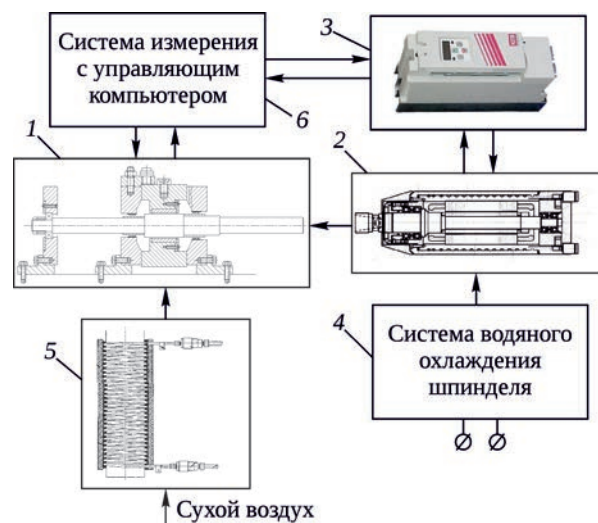 Система измерения
с управляющим
компьютером
6
3
1
2
5
4
Система водяного
охлаждения
шпинделя
Сухой воздух